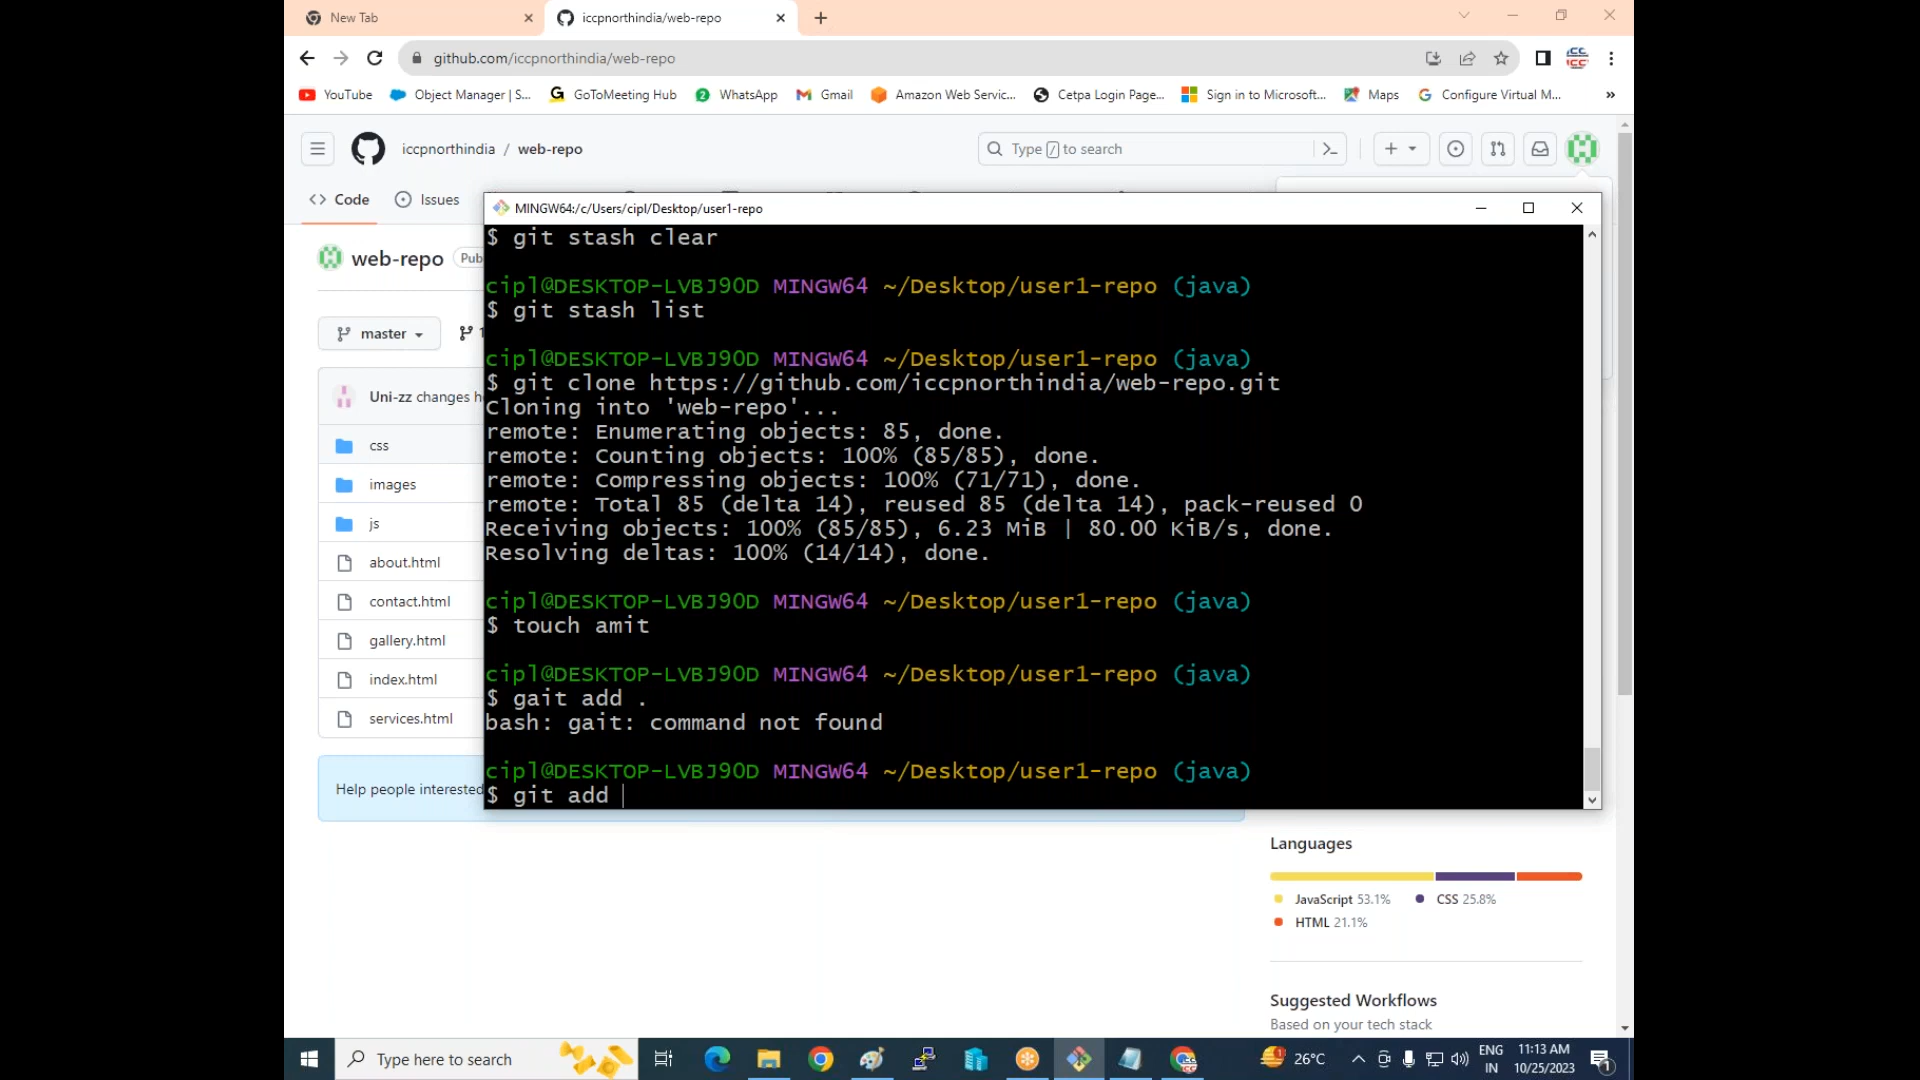 New Tab
iccpnorthindia/web-repo
github.com/iccpnorthindia/web-repo
YouTube
Object Manager | S...
GoToMeeting Hub
WhatsApp
Gmail
Amazon Web Servic...
Cetpa Login Page...
Sign in to Microsoft...
Maps
Configure Virtual M...
»
iccpnorthindia / web-repo
Type / to search
Code
Issues
web-repo
Pub
master
1
Uni-zz changes h
css
images
js
about.html
contact.html
gallery.html
index.html
services.html
Help people interested
MINGW64:/c/Users/cipl/Desktop/user1-repo
$ git stash clear
cipl@DESKTOP-LVBJ9OD MINGW64 ~/Desktop/user1-repo (java)
$ git stash list
cipl@DESKTOP-LVBJ9OD MINGW64 ~/Desktop/user1-repo (java)
$ git clone https://github.com/iccpnorthindia/web-repo.git
Cloning into 'web-repo'...
remote: Enumerating objects: 85, done.
remote: Counting objects: 100% (85/85), done.
remote: Compressing objects: 100% (71/71), done.
remote: Total 85 (delta 14), reused 85 (delta 14), pack-reused 0
Receiving objects: 100% (85/85), 6.23 MiB | 80.00 KiB/s, done.
Resolving deltas: 100% (14/14), done.
cipl@DESKTOP-LVBJ9OD MINGW64 ~/Desktop/user1-repo (java)
$ touch amit
cipl@DESKTOP-LVBJ9OD MINGW64 ~/Desktop/user1-repo (java)
$ gait add .
bash: gait: command not found
cipl@DESKTOP-LVBJ9OD MINGW64 ~/Desktop/user1-repo (java)
$ git add
Languages
JavaScript 53.1%
CSS 25.8%
HTML 21.1%
Suggested Workflows
Based on your tech stack
Type here to search
26°C
ENG
IN
11:13 AM
10/25/2023
1